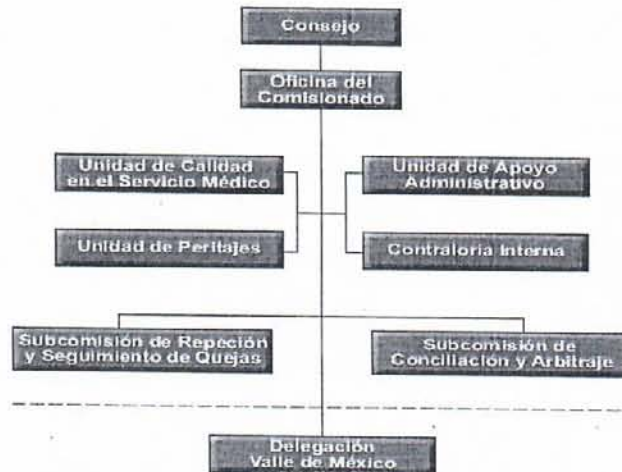 Consejo
Oficina del
Comisionado
Unidad de Calidad
en el Servicio Médico
Unidad de Apoyo
Administrativo
Unidad de Peritajes
Contraloría Interna
Subcomisión de Repeción
y Seguimiento de Quejas
Subcomisión de
Conciliación y Arbitraje
Delegación
Valle de México